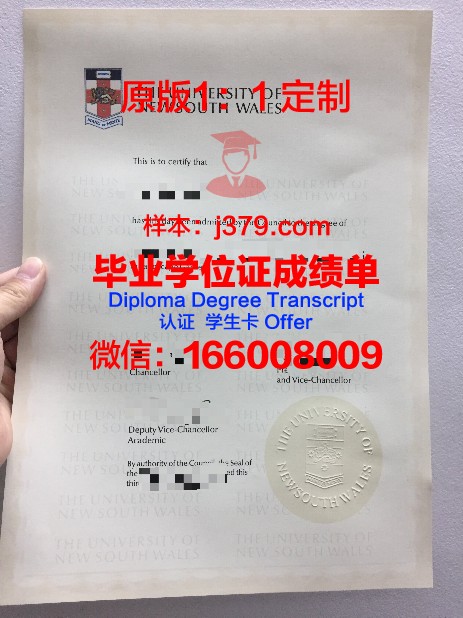 THE UNIVERSITY OF
NEW SOUTH WALES
原版1：1定制
This is to certify that
样本：j379.com
毕业学位证成绩单
Diploma Degree Transcript
认证 学生卡 Offer
微信：166008009
Chancellor
and Vice-Chancellor
Deputy Vice-Chancellor
Academic
By authority of the Council, the Seal of
the
this
THE UNIVERSITY OF
NEW SOUTH WALES